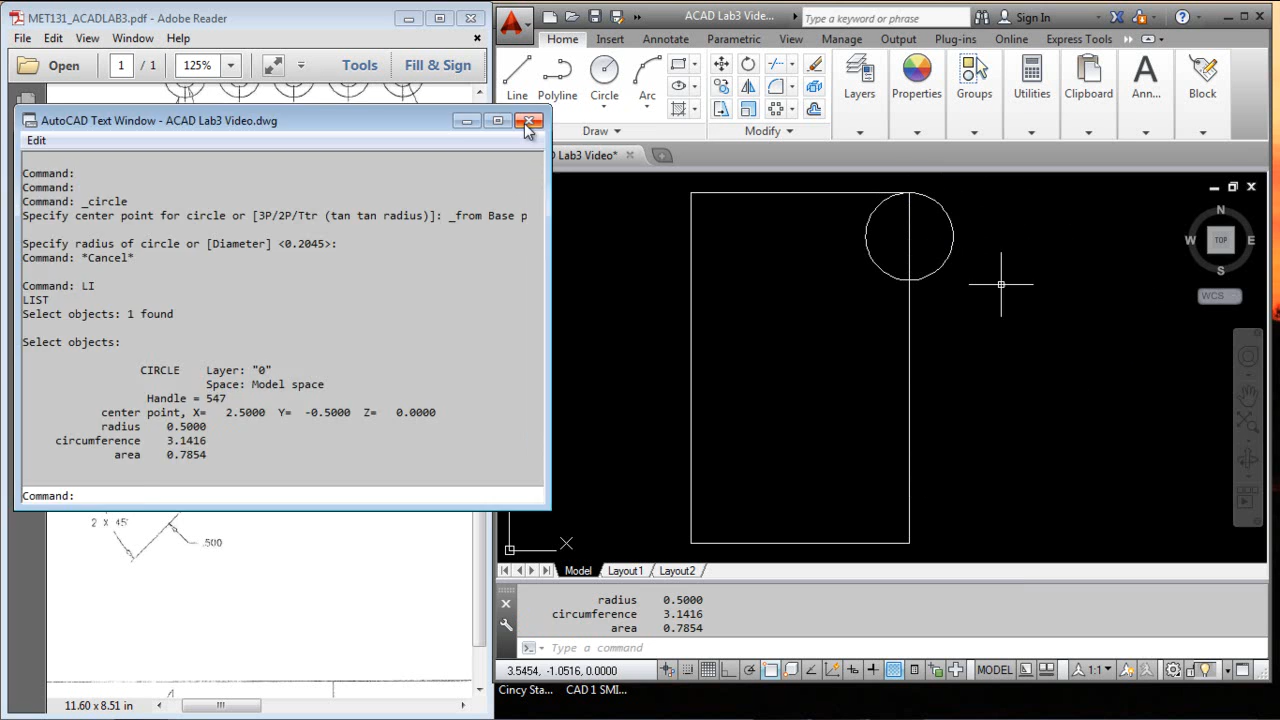 MET131_ACADLAB3.pdf - Adobe Reader
File Edit View Window Help
Open 1 / 1 125% Tools Fill & Sign
AutoCAD Text Window - ACAD Lab3 Video.dwg
Edit
Command:
Command:
Command: _circle
Specify center point for circle or [3P/2P/Ttr (tan tan radius)]: _from Base p
Specify radius of circle or [Diameter] <0.2045>:
Command: *Cancel*
Command: LI
LIST
Select objects: 1 found
Select objects:
CIRCLE Layer: "0"
Space: Model space
Handle = 547
center point, X= 2.5000 Y= -0.5000 Z= 0.0000
radius 0.5000
circumference 3.1416
area 0.7854
Command:
2 X 45
.500
11.60 x 8.51 in
ACAD Lab3 Vide... Type a keyword or phrase Sign In
Home Insert Annotate Parametric View Manage Output Plug-ins Online Express Tools
Line Polyline Circle Arc Layers Properties Groups Utilities Clipboard Ann... Block
Draw Modify
D Lab3 Video*
N
W TOP E
S
WCS
Model Layout1 Layout2
radius 0.5000
circumference 3.1416
area 0.7854
Type a command
3.5454, -1.0516, 0.0000 MODEL 1:1
Cincy Sta... CAD 1 SMI...